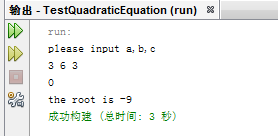 输出 - TestQuadraticEquation (run)
run:
please input a,b,c
3 6 3
0
the root is -9
成功构建 (总时间: 3 秒)